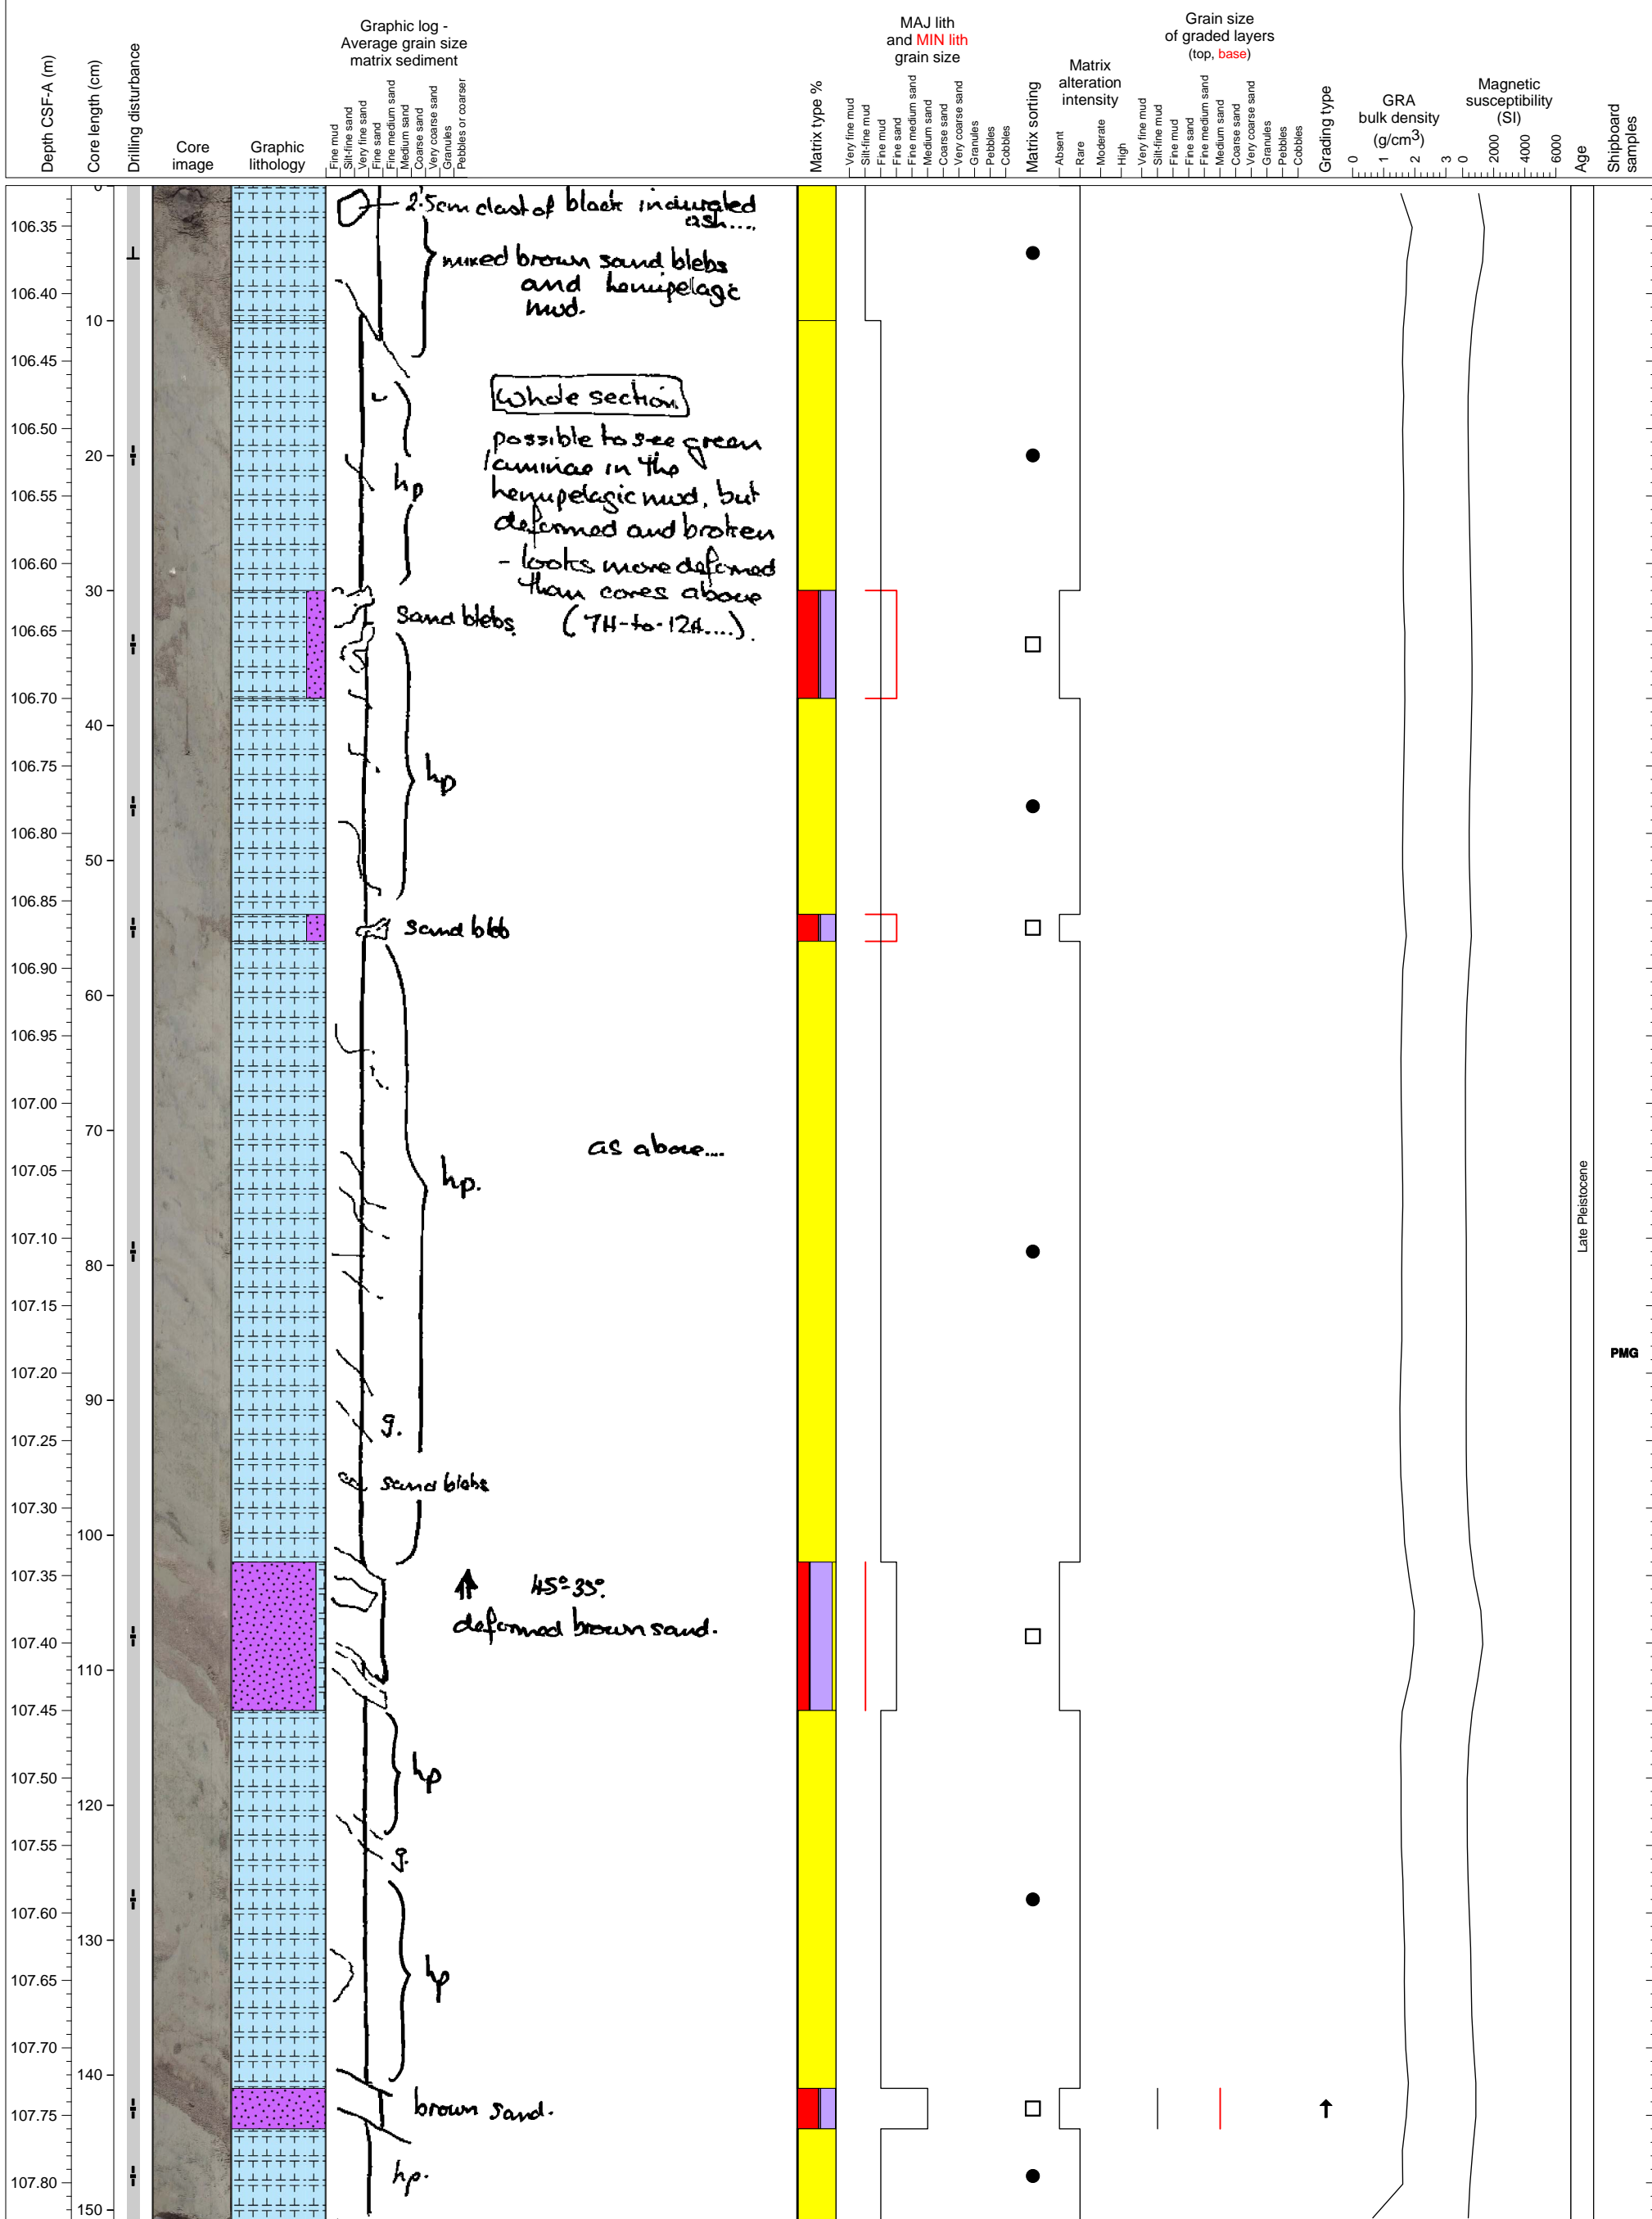 Depth CSF-A (m)
Core length (cm)
Drilling disturbance
Core
image
Graphic
lithology
Graphic log -
Average grain size
matrix sediment
Fine mud
Silt-fine sand
Very fine sand
Fine sand
Fine medium sand
Medium sand
Coarse sand
Very coarse sand
Granules
Pebbles or coarser
Matrix type %
MAJ lith
and MIN lith
grain size
Very fine mud
Silt-fine mud
Fine mud
Fine sand
Fine medium sand
Medium sand
Coarse sand
Very coarse sand
Granules
Pebbles
Cobbles
Matrix sorting
Matrix
alteration
intensity
Absent
Rare
Moderate
High
Grain size
of graded layers
(top, base)
Very fine mud
Silt-fine mud
Fine mud
Fine sand
Fine medium sand
Medium sand
Coarse sand
Very coarse sand
Granules
Pebbles
Cobbles
Grading type
GRA
bulk density
(g/cm3)
0 1 2 3
Magnetic
susceptibility
(SI)
0 2000 4000 6000
Age
Shipboard
samples
0
2.5cm clast of black indurated
ash....
106.35
mixed brown sand blebs
and hemipelagic
mud.
106.40
10
106.45
Whole section
106.50
possible to see green
20
laminae in the
hp
106.55
hemipelagic mud, but
deformed and broken
106.60
- looks more deformed
30
than cores above
Sand blebs.
(7H-to-12H....).
106.65
106.70
40
106.75
hp
106.80
50
106.85
sand bleb
106.90
60
106.95
107.00
70
as above....
107.05
hp.
Late Pleistocene
107.10
80
107.15
107.20
PMG
90
g.
107.25
sand blebs
107.30
100
107.35
45°-35°.
deformed brown sand.
107.40
110
107.45
hp
107.50
120
107.55
g.
107.60
130
hp
107.65
107.70
140
107.75
brown sand.
hp.
107.80
150